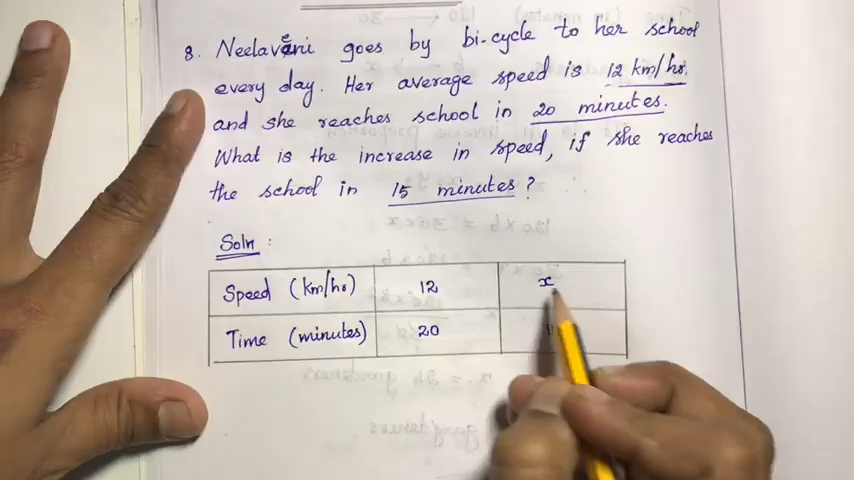 8. Neelaveni goes by bi-cycle to her school
every day. Her average speed is 12 km/hr.
and she reaches school in 20 minutes.
What is the increase in speed, if she reaches
the school in 15 minutes?
Soln :
Speed (km/hr) 12 x
Time (minutes) 20